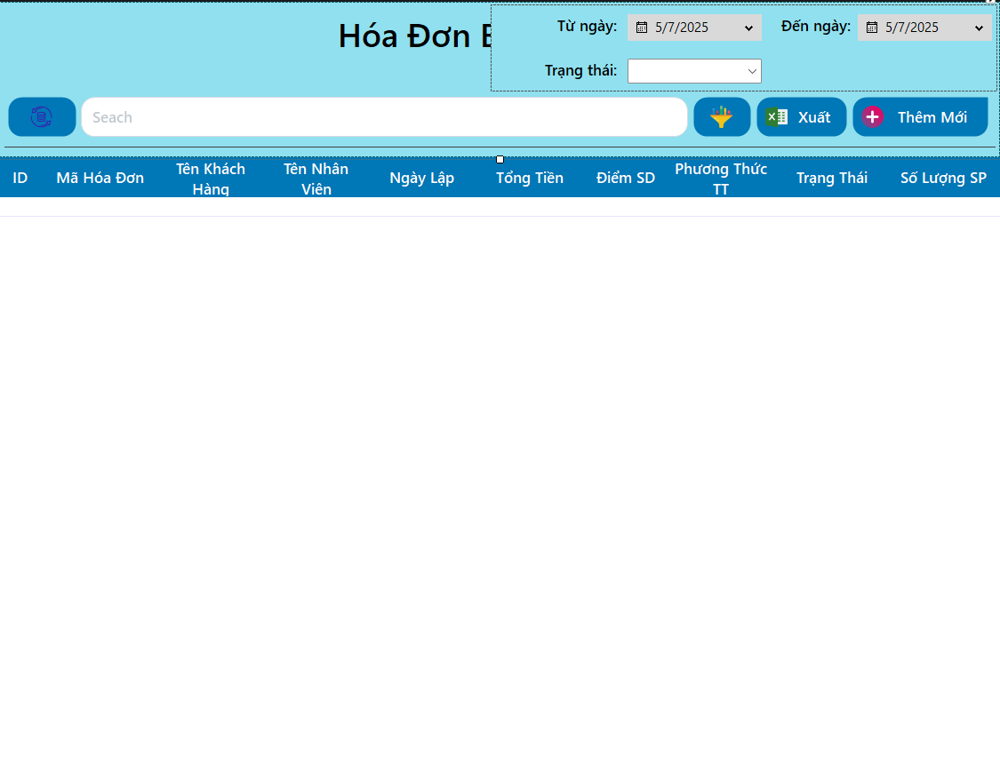 Hóa Đơn
Từ ngày: 5/7/2025 Đến ngày: 5/7/2025
Trạng thái:
Seach Xuất Thêm Mới
ID Mã Hóa Đơn Tên Khách Hàng Tên Nhân Viên Ngày Lập Tổng Tiền Điểm SD Phương Thức TT Trạng Thái Số Lượng SP